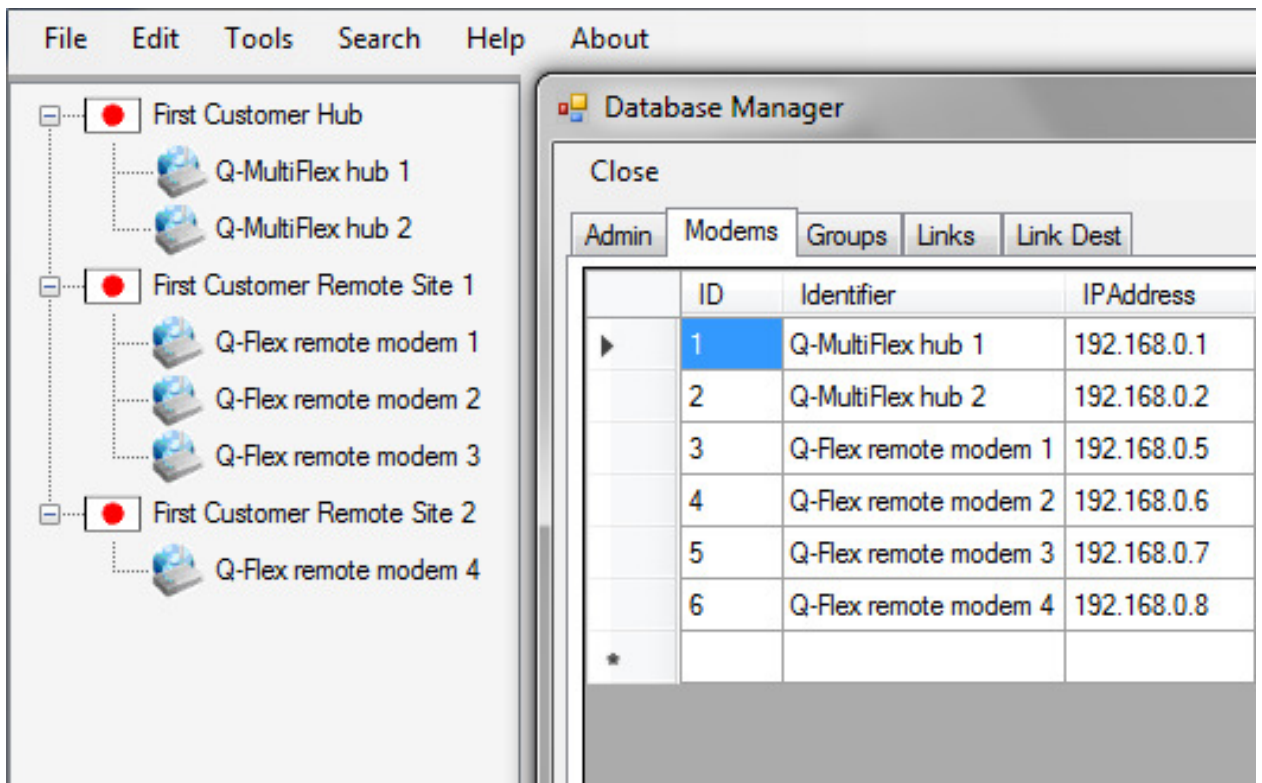 File Edit Tools Search Help About
First Customer Hub
Q-MultiFlex hub 1
Q-MultiFlex hub 2
First Customer Remote Site 1
Q-Flex remote modem 1
Q-Flex remote modem 2
Q-Flex remote modem 3
First Customer Remote Site 2
Q-Flex remote modem 4
Database Manager
Close
Admin Modems Groups Links Link Dest
ID Identifier IPAddress
1 Q-MultiFlex hub 1 192.168.0.1
2 Q-MultiFlex hub 2 192.168.0.2
3 Q-Flex remote modem 1 192.168.0.5
4 Q-Flex remote modem 2 192.168.0.6
5 Q-Flex remote modem 3 192.168.0.7
6 Q-Flex remote modem 4 192.168.0.8